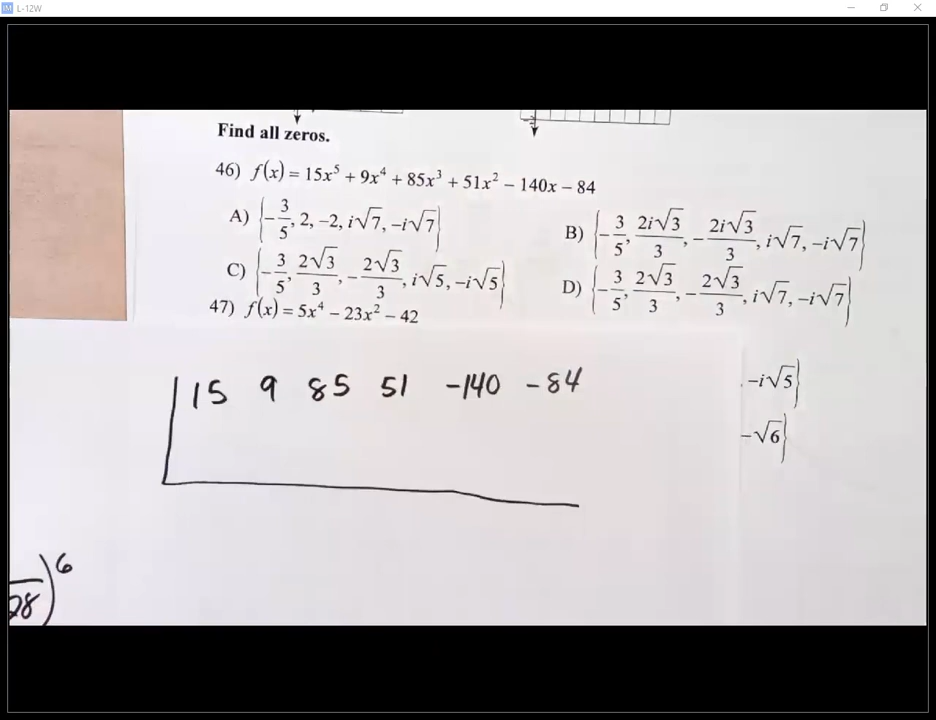 L-12W
Find all zeros.
46) f(x) = 15x⁵ + 9x⁴ + 85x³ + 51x² − 140x − 84
A) {−3/5, 2, −2, i√7, −i√7}
B) {−3/5, 2i√3/3, −2i√3/3, i√7, −i√7}
C) {−3/5, 2√3/3, −2√3/3, i√5, −i√5}
D) {−3/5, 2√3/3, −2√3/3, i√7, −i√7}
47) f(x) = 5x⁴ − 23x² − 42
−i√5}
−√6}
15 9 85 51 -140 -84
28)⁶